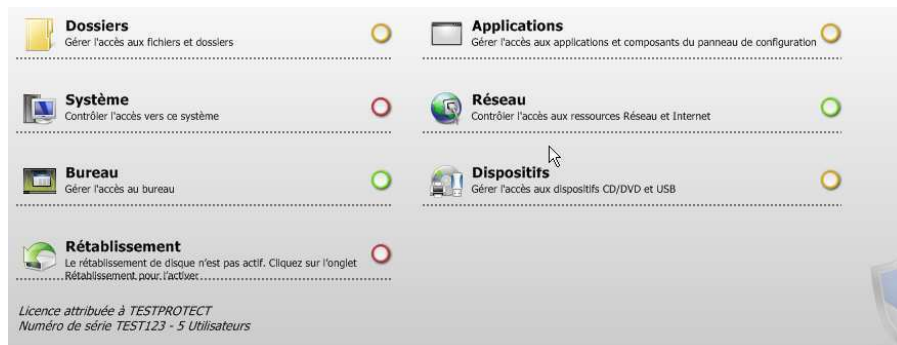 Dossiers
Gérer l'accès aux fichiers et dossiers
Applications
Gérer l'accès aux applications et composants du panneau de configuration
Système
Contrôler l'accès vers ce système
Réseau
Contrôler l'accès aux ressources Réseau et Internet
Bureau
Gérer l'accès au bureau
Dispositifs
Gérer l'accès aux dispositifs CD/DVD et USB
Rétablissement
Le rétablissement de disque n'est pas actif. Cliquez sur l'onglet
Rétablissement pour l'activer
Licence attribuée à TESTPROTECT
Numéro de série TEST123 - 5 Utilisateurs